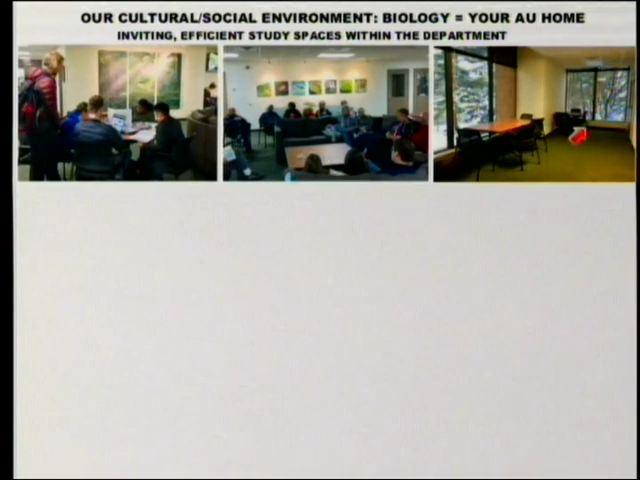 OUR CULTURAL/SOCIAL ENVIRONMENT: BIOLOGY = YOUR AU HOME
INVITING, EFFICIENT STUDY SPACES WITHIN THE DEPARTMENT